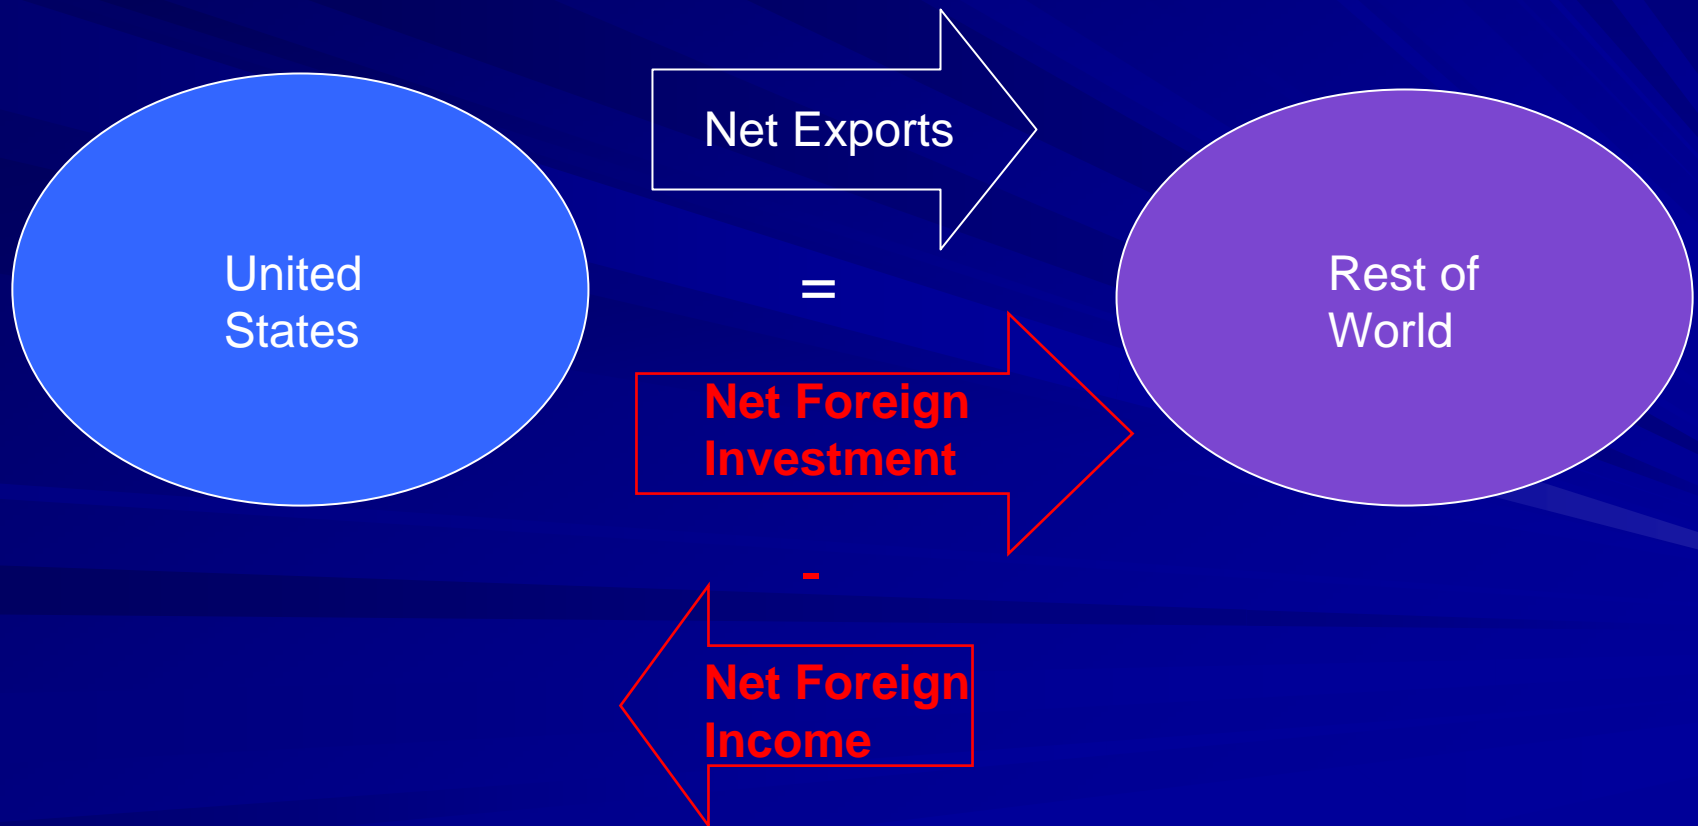 Net Exports
United
States
=
Rest of
World
Net Foreign
Investment
-
Net Foreign
Income